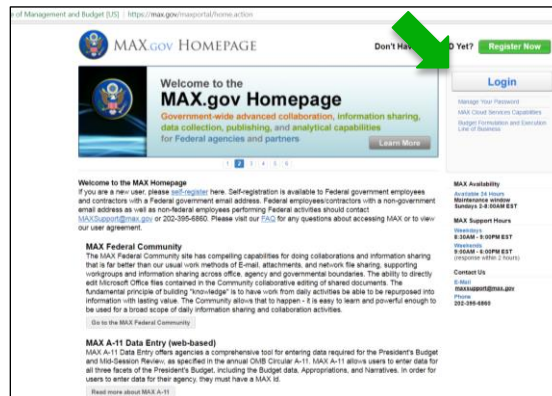 e of Management and Budget [US] | https://max.gov/maxportal/home.action
MAX.gov Homepage
Don't Hav
D Yet?
Register Now
Login
Manage Your Password
MAX Cloud Services Capabilities
Budget Formulation and Execution
Line of Business
Welcome to the
MAX.gov Homepage
Government-wide advanced collaboration, information sharing,
data collection, publishing, and analytical capabilities
for Federal agencies and partners
Learn More
1 2 3 4 5 6
Welcome to the MAX Homepage
If you are a new user, please self-register here. Self-registration is available to Federal government employees
and contractors with a Federal government email address. Federal employees/contractors with a non-government
email address as well as non-federal employees performing Federal activities should contact
MAXSupport@max.gov or 202-395-6860. Please visit our FAQ for any questions about accessing MAX or to view
our user agreement.
MAX Federal Community
The MAX Federal Community site has compelling capabilities for doing collaborations and information sharing
that is far better than our usual work methods of E-mail, attachments, and network file sharing, supporting
workgroups and information sharing across office, agency and governmental boundaries. The ability to directly
edit Microsoft Office files contained in the Community collaborative editing of shared documents. The
fundamental principle of building "knowledge" is to have work from daily activities be able to be repurposed into
information with lasting value. The Community allows that to happen - it is easy to learn and powerful enough to
be used for a broad scope of daily information sharing and collaboration activities.
Go to the MAX Federal Community
MAX A-11 Data Entry (web-based)
MAX A-11 Data Entry offers agencies a comprehensive tool for entering data required for the President's Budget
and Mid-Session Review, as specified in the annual OMB Circular A-11. MAX A-11 allows users to enter data for
all three facets of the President's Budget, including the Budget data, Appropriations, and Narratives. In order for
users to enter data for their agency, they must have a MAX Id.
Read more about MAX A-11
MAX Availability
Available 24 Hours
Maintenance window
Sundays 2-8:00AM EST
MAX Support Hours
Weekdays
8:30AM - 9:00PM EST
Weekends
9:00AM - 6:00PM EST
(response within 2 hours)
Contact Us
E-Mail
maxsupport@max.gov
Phone
202-395-6860